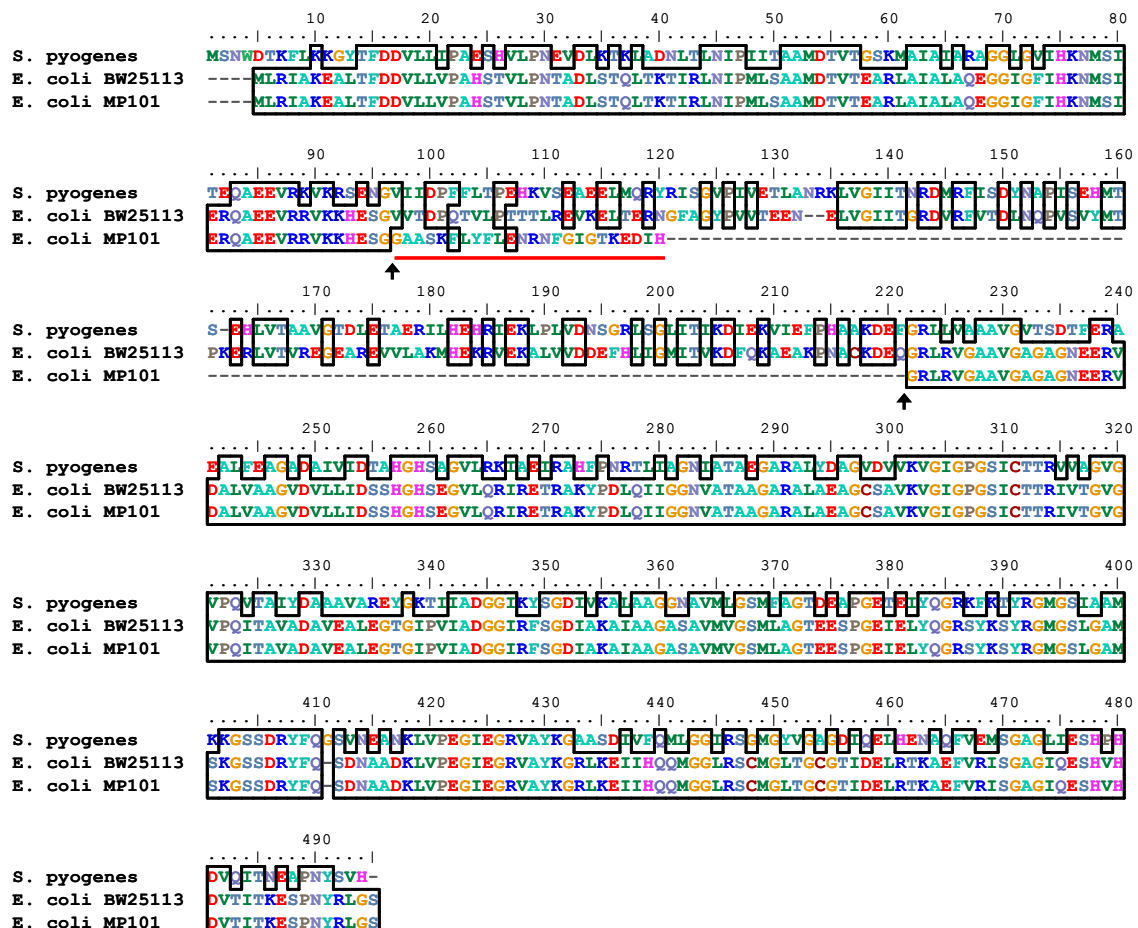 10 20 30 40 50 60 70 80
S. pyogenes MSNWDTKFLKKGYTFDDVLLIPAESHVLPNEVDLKTKLADNLTLNIPIITAAMDTVTGSKMAIAIARAGGLGVIHKNMSI
E. coli BW25113 ----MLRIAKEALTFDDVLLVPAHSTVLPNTADLSTQLTKTIRLNIPMLSAAMDTVTEARLAIALAQEGGIGFIHKNMSI
E. coli MP101 ----MLRIAKEALTFDDVLLVPAHSTVLPNTADLSTQLTKTIRLNIPMLSAAMDTVTEARLAIALAQEGGIGFIHKNMSI
90 100 110 120 130 140 150 160
S. pyogenes TEQAEEVRKVKRSENGVIIDPFFLTPEHKVSEAEELMQRYRISGVPIVETLANRKLVGIITNRDMRFISDYNAPISEHMT
E. coli BW25113 ERQAEEVRRVKKHESGVVTDPQTVLPTTTLREVKELTERNGFAGYPVVTEEN--ELVGIITGRDVRFVTDLNQPVSVYMT
E. coli MP101 ERQAEEVRRVKKHESGGAASKFLYFLENRNFGIGTKEDIH----------------------------------------
170 180 190 200 210 220 230 240
S. pyogenes S-EHLVTAAVGTDLETAERILHEHRIEKLPLVDNSGRLSGLITIKDIEKVIEFPHAAKDEFGRLLVAAAVGVTSDTFERA
E. coli BW25113 PKERLVTVREGEAREVVLAKMHEKRVEKALVVDDEFHLIGMITVKDFQKAEAKPNACKDEQGRLRVGAAVGAGAGNEERV
E. coli MP101 -------------------------------------------------------------GRLRVGAAVGAGAGNEERV
250 260 270 280 290 300 310 320
S. pyogenes EALFEAGADAIVIDTAHGHSAGVLRKIAEIRAHFPNRTLIAGNIATAEGARALYDAGVDVVKVGIGPGSICTTRVVAGVG
E. coli BW25113 DALVAAGVDVLLIDSSHGHSEGVLQRIRETRAKYPDLQIIGGNVATAAGARALAEAGCSAVKVGIGPGSICTTRIVTGVG
E. coli MP101 DALVAAGVDVLLIDSSHGHSEGVLQRIRETRAKYPDLQIIGGNVATAAGARALAEAGCSAVKVGIGPGSICTTRIVTGVG
330 340 350 360 370 380 390 400
S. pyogenes VPQVTAIYDAAAVAREYGKTIIADGGIKYSGDIVKALAAGGNAVMLGSMFAGTDEAPGETELYQGRKFKTYRGMGSLAAM
E. coli BW25113 VPQITAVADAVEALEGTGIPVIADGGIRFSGDIAKAIAAGASAVMVGSMLAGTEESPGEIELYQGRSYKSYRGMGSLGAM
E. coli MP101 VPQITAVADAVEALEGTGIPVIADGGIRFSGDIAKAIAAGASAVMVGSMLAGTEESPGEIELYQGRSYKSYRGMGSLGAM
410 420 430 440 450 460 470 480
S. pyogenes KKGSSDRYFQGSVNEANKLVPEGIEGRVAYKGAASDIVFQMLGGIRSGMGYVGAGDIQELHENAQFVEMSGAGLIESHPH
E. coli BW25113 SKGSSDRYFQ-SDNAADKLVPEGIEGRVAYKGRLKEIIHQQMGGLRSCMGLTGCGTIDELRTKAEFVRISGAGIQESHVH
E. coli MP101 SKGSSDRYFQ-SDNAADKLVPEGIEGRVAYKGRLKEIIHQQMGGLRSCMGLTGCGTIDELRTKAEFVRISGAGIQESHVH
490
S. pyogenes DVQITNEAPNYSVH-
E. coli BW25113 DVTITKESPNYRLGS
E. coli MP101 DVTITKESPNYRLGS